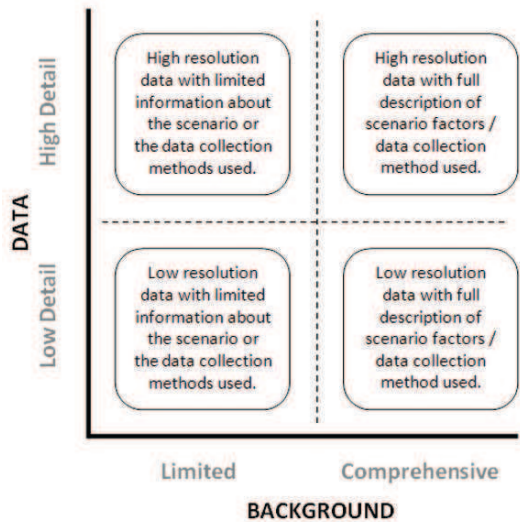 DATA
High Detail
High resolution
data with limited
information about
the scenario or
the data collection
methods used.
High resolution
data with full
description of
scenario factors /
data collection
method used.
Low Detail
Low resolution
data with limited
information about
the scenario or
the data collection
methods used.
Low resolution
data with full
description of
scenario factors /
data collection
method used.
Limited
Comprehensive
BACKGROUND